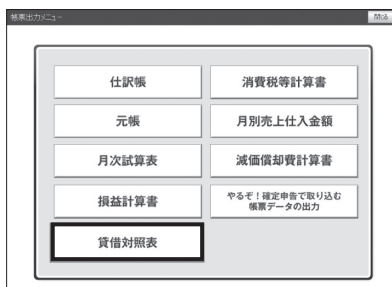 帳票出力メニュー
閉じる
仕訳帳
消費税等計算書
元帳
月別売上仕入金額
月次試算表
減価償却費計算書
損益計算書
やるぞ！確定申告で取り込む
帳票データの出力
貸借対照表